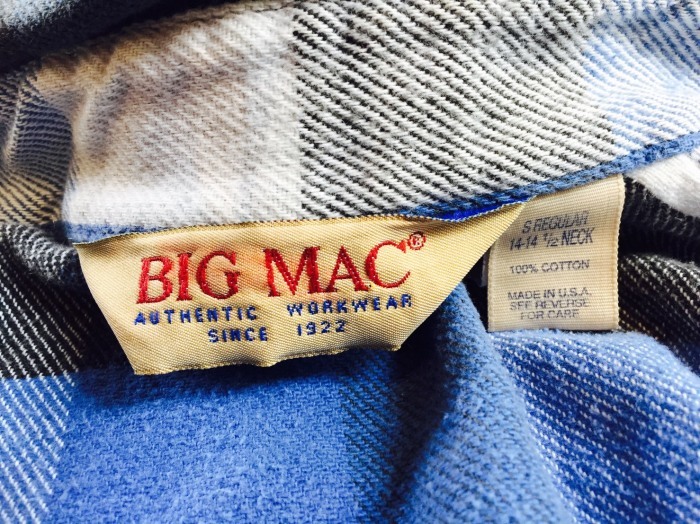 BIG MAC®
AUTHENTIC WORKWEAR
SINCE 1922
S REGULAR
14-14 1/2 NECK
100% COTTON
MADE IN U.S.A.
SEE REVERSE
FOR CARE